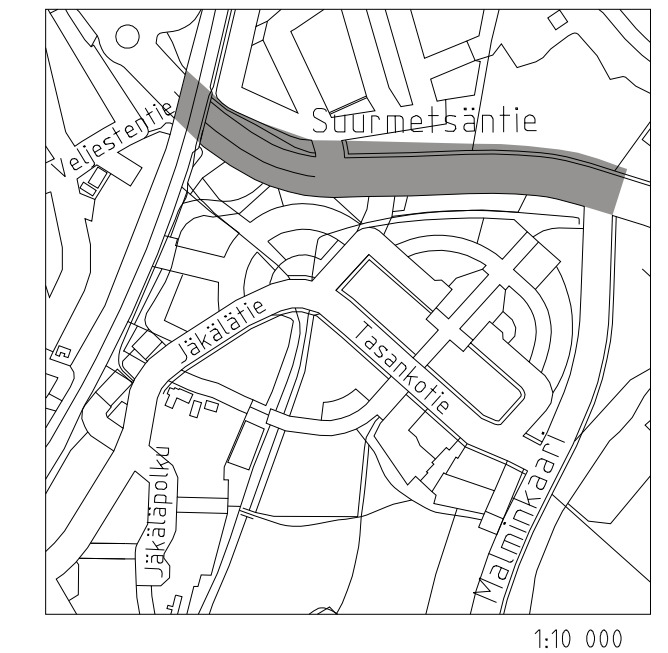 Suurmetsäntie
Veljestentie
Jäkälätie
Tasankotie
Jäkäläpolku
Malminkaari
1:10 000